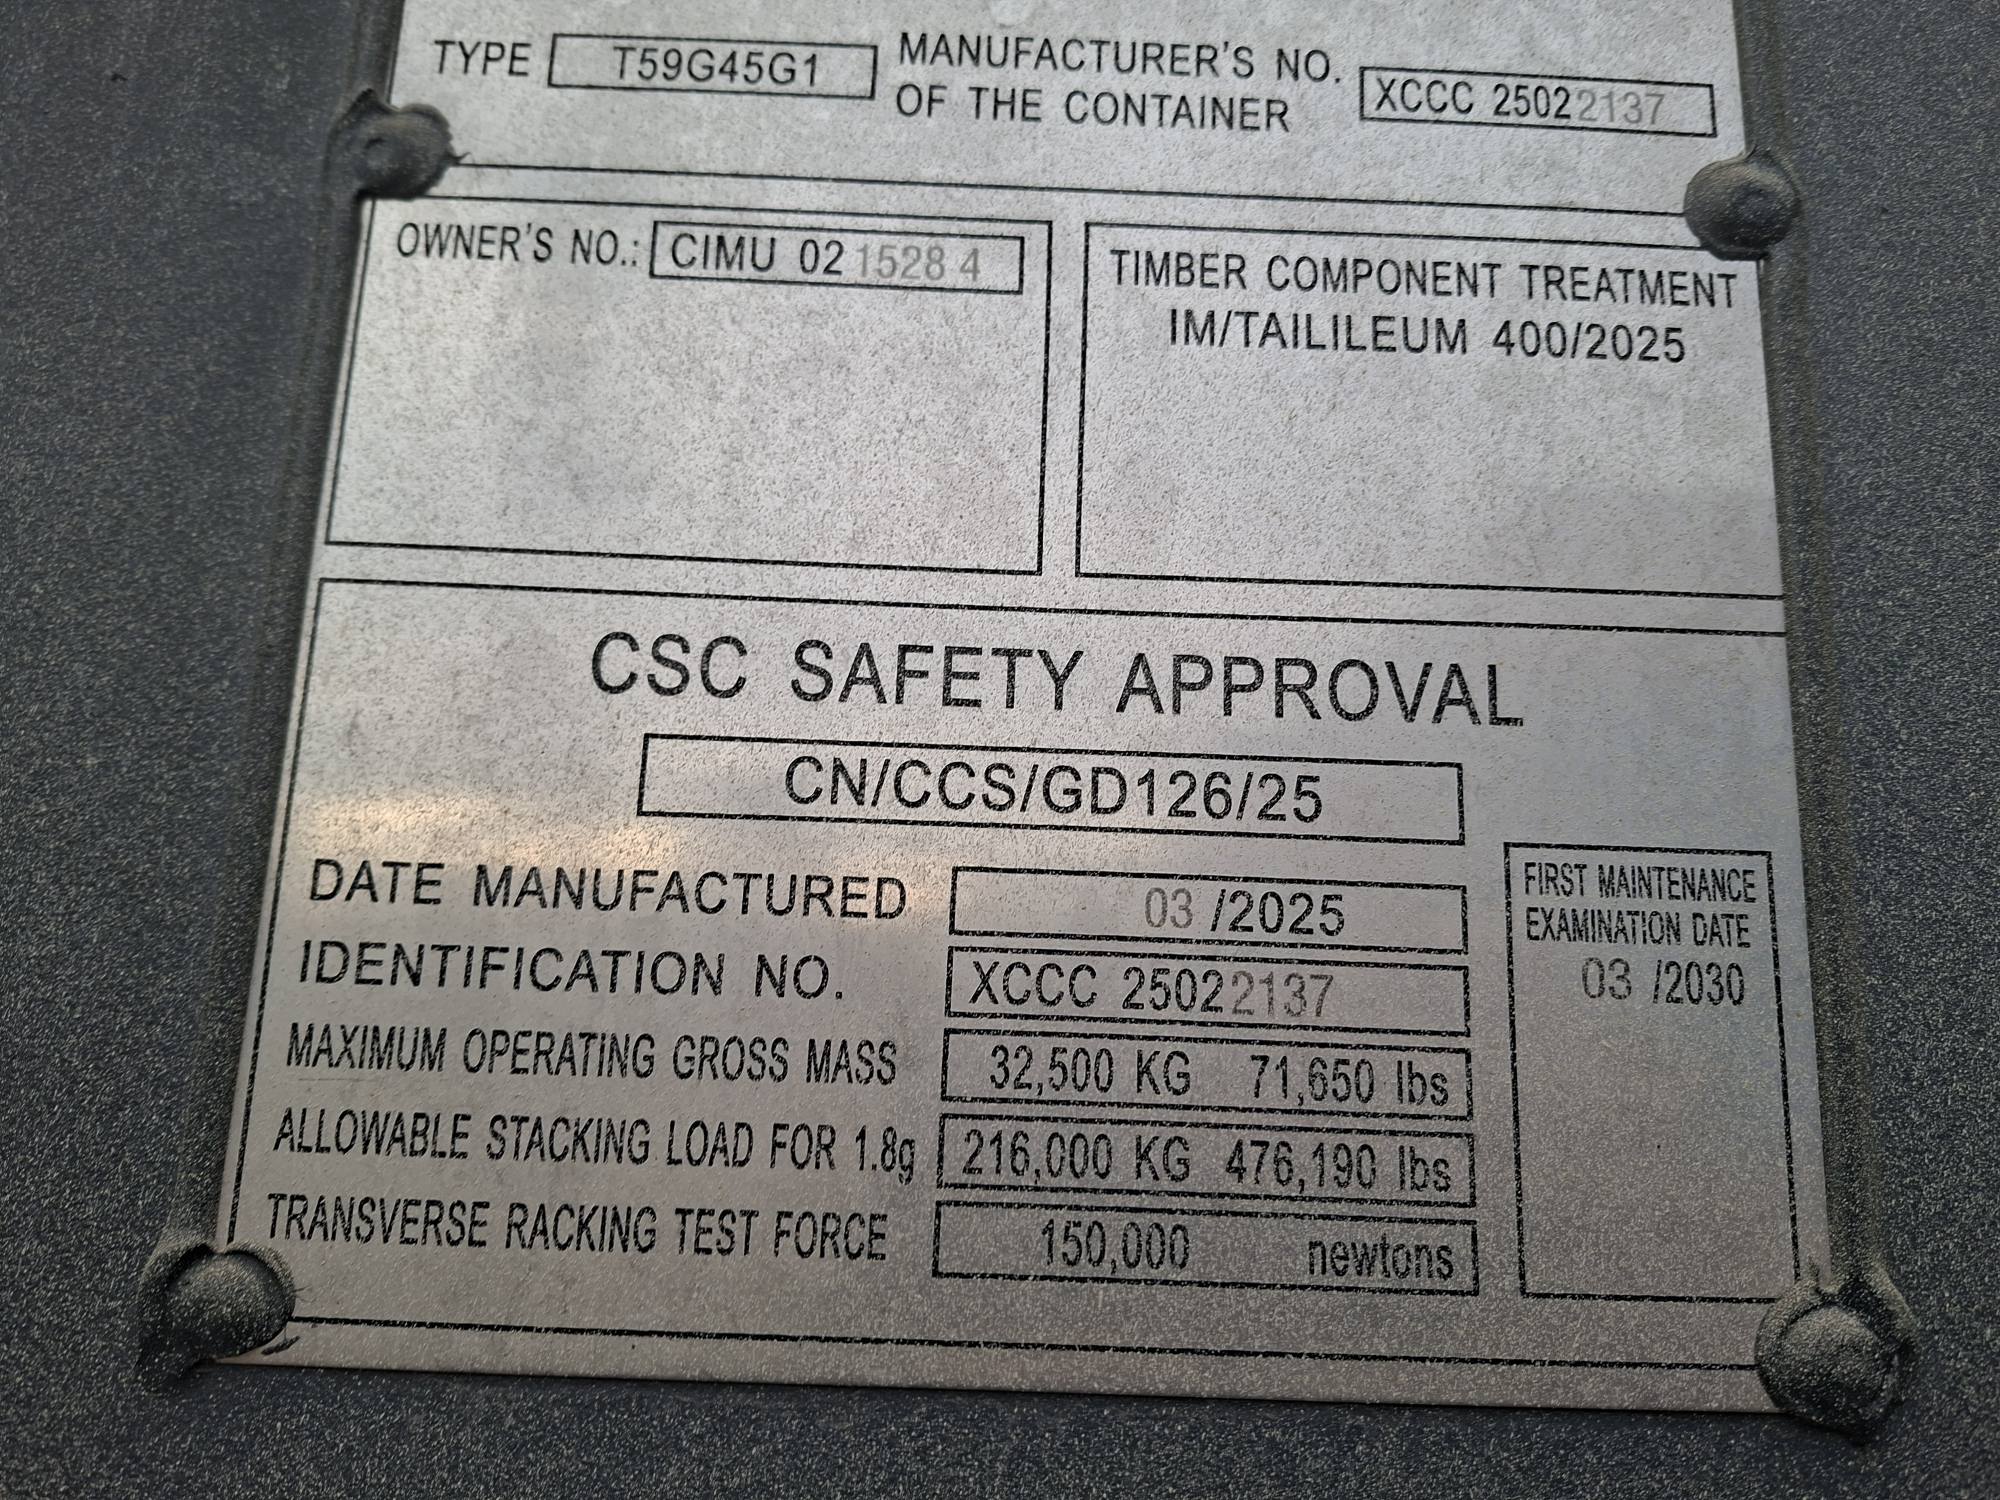 TYPE T59G45G1 MANUFACTURER'S NO. OF THE CONTAINER XCCC 25022137
OWNER'S NO.: CIMU 021528 4
TIMBER COMPONENT TREATMENT
IM/TAILILEUM 400/2025
CSC SAFETY APPROVAL
CN/CCS/GD126/25
DATE MANUFACTURED 03 /2025
IDENTIFICATION NO. XCCC 25022137
MAXIMUM OPERATING GROSS MASS 32,500 KG 71,650 lbs
ALLOWABLE STACKING LOAD FOR 1.8g 216,000 KG 476,190 lbs
TRANSVERSE RACKING TEST FORCE 150,000 newtons
FIRST MAINTENANCE
EXAMINATION DATE
03 /2030